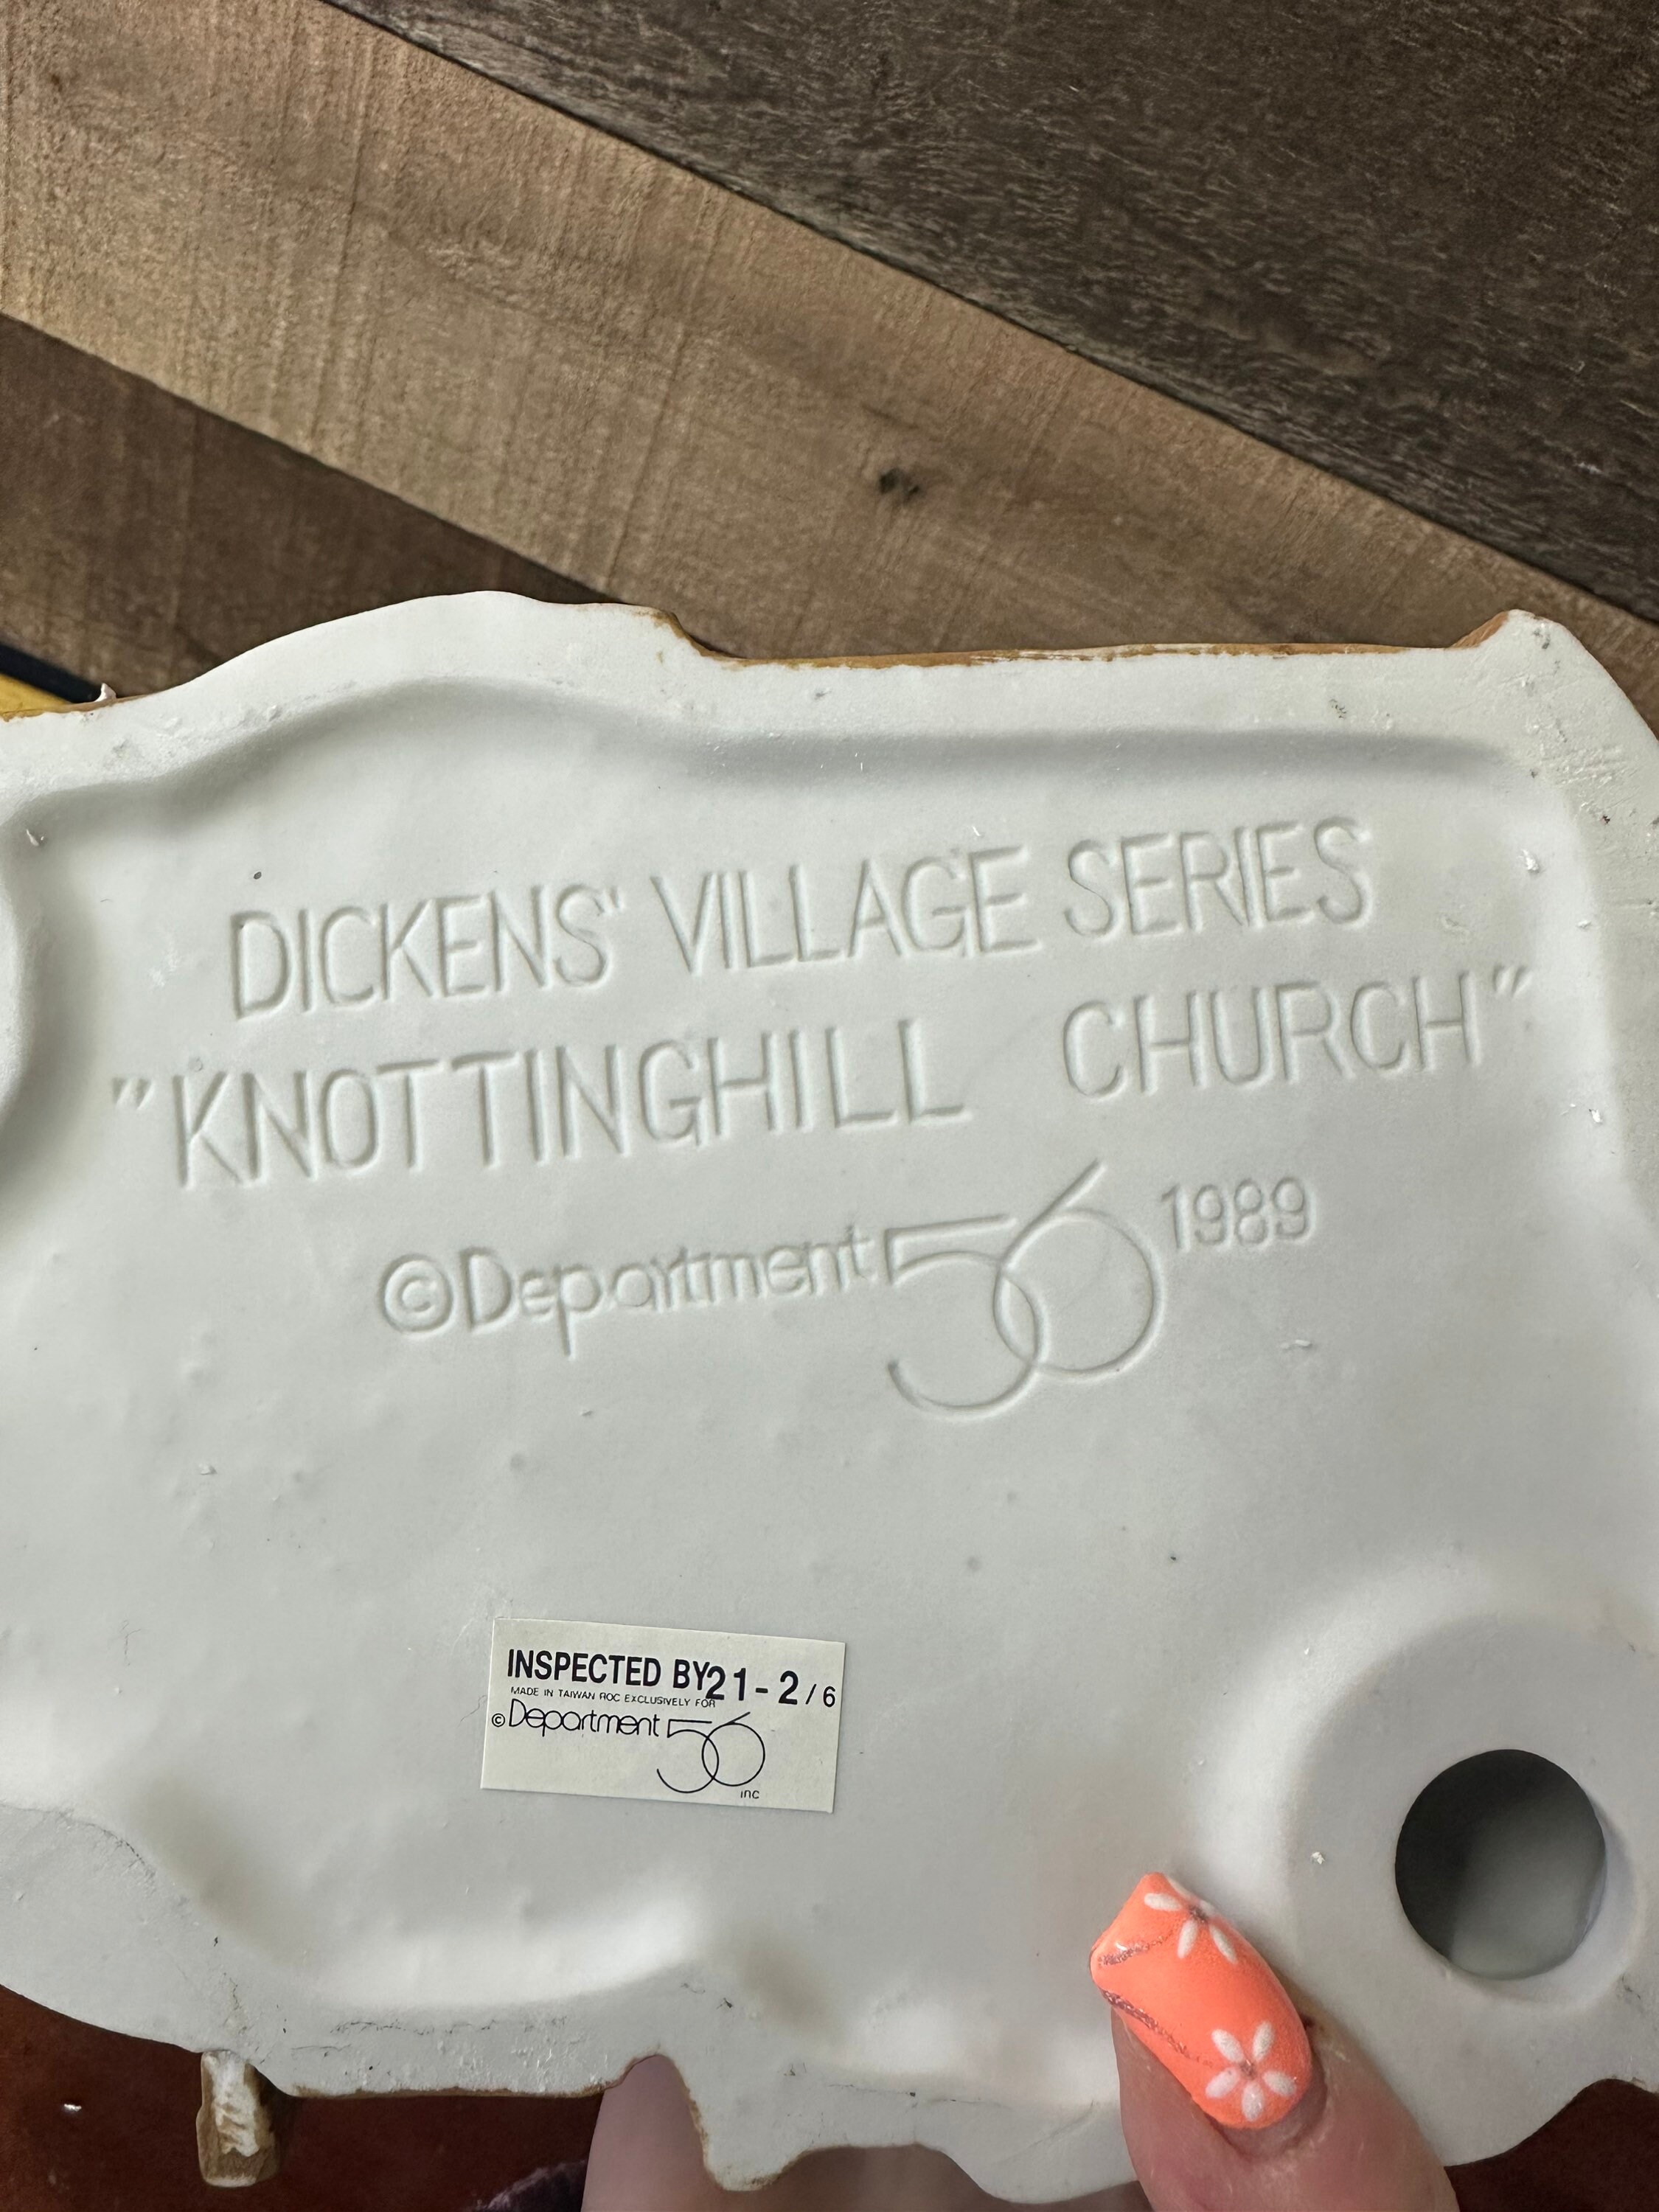 DICKENS' VILLAGE SERIES
"KNOTTINGHILL CHURCH"
©Department 56 1989
INSPECTED BY 21-2/6
MADE IN TAIWAN ROC EXCLUSIVELY FOR
©Department 56
inc